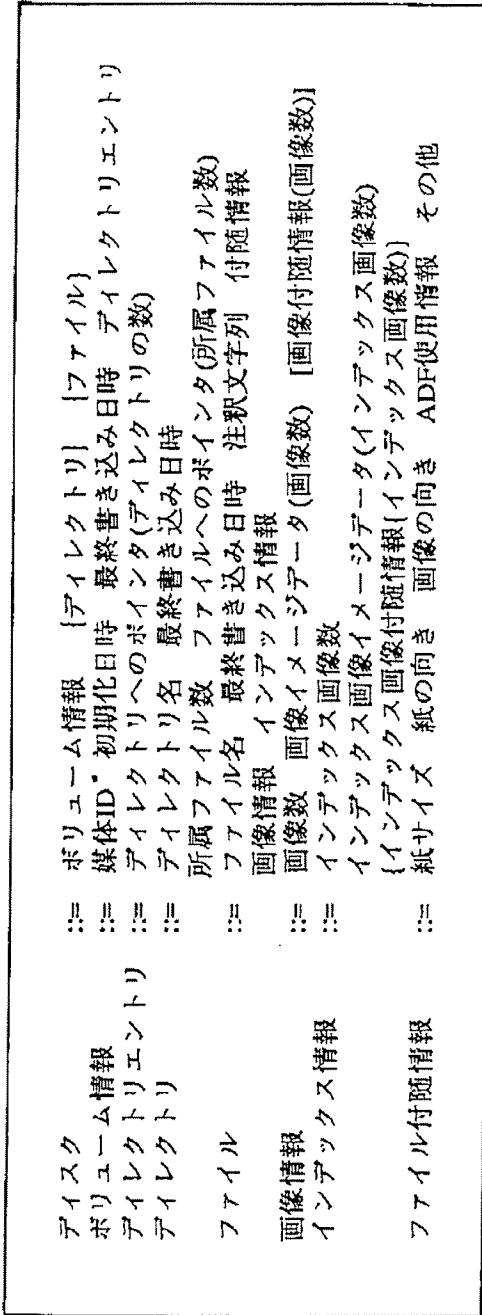 ディスク ::= ボリューム情報 {ディレクトリ} {ファイル}
ボリューム情報 ::= 媒体ID* 初期化日時 最終書き込み日時 ディレクトリエントリ
ディレクトリエントリ ::= ディレクトリへのポインタ(ディレクトリの数)
ディレクトリ ::= ディレクトリ名 最終書き込み日時
所属ファイル数 ファイルへのポインタ(所属ファイル数)
ファイル ::= ファイル名 最終書き込み日時 注釈文字列 付随情報
画像情報 インデックス情報
画像情報 ::= 画像数 画像イメージデータ(画像数) [画像付随情報(画像数)]
インデックス情報 ::= インデックス画像数
インデックス画像イメージデータ(インデックス画像数)
{インデックス画像付随情報(インデックス画像数)}
ファイル付随情報 ::= 紙サイズ 紙の向き 画像の向き ADF使用情報 その他